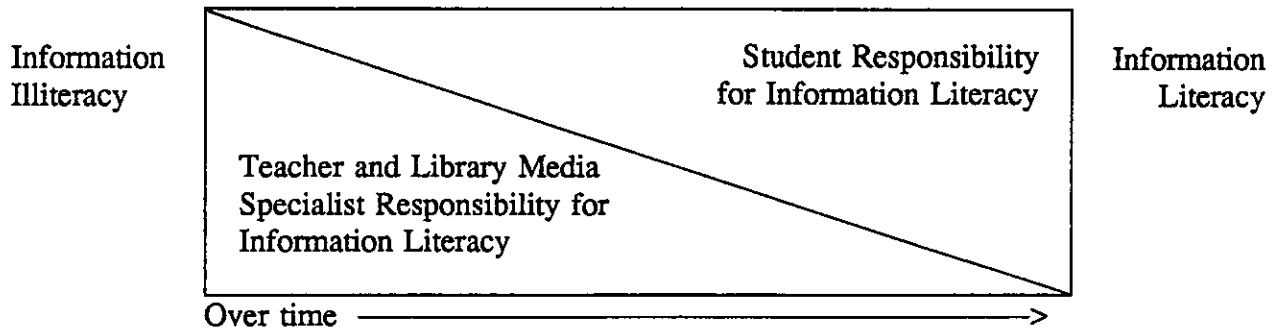 Information
Illiteracy
Student Responsibility
for Information Literacy
Information
Literacy
Teacher and Library Media
Specialist Responsibility for
Information Literacy
Over time